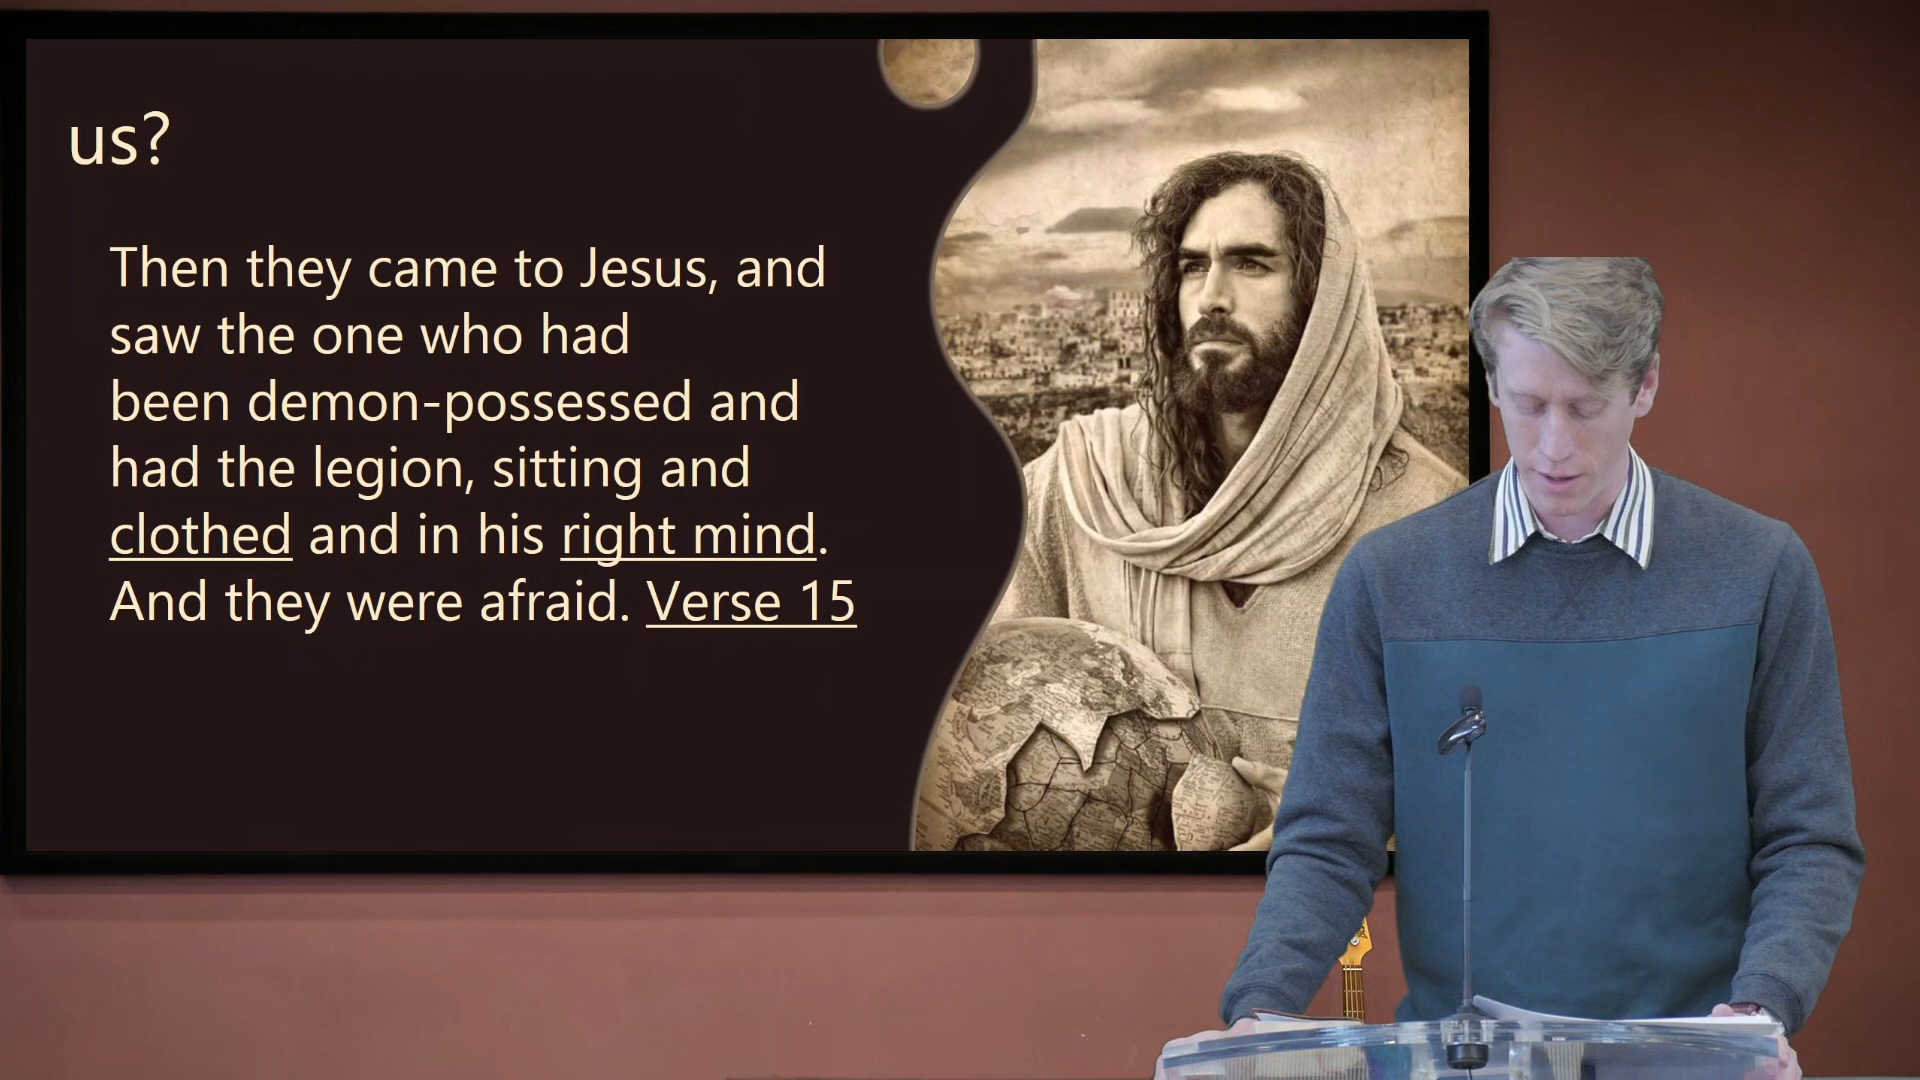 us?
Then they came to Jesus, and
saw the one who had
been demon-possessed and
had the legion, sitting and
clothed and in his right mind.
And they were afraid. Verse 15